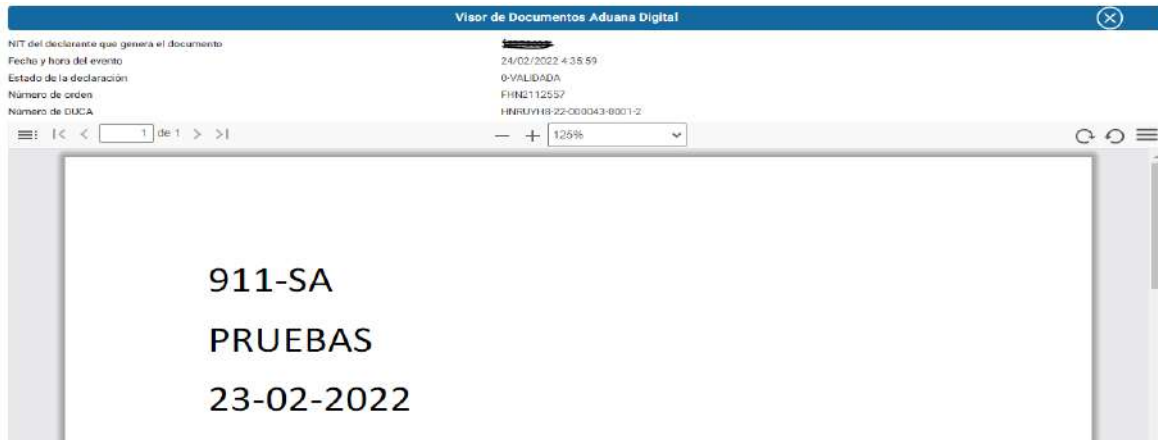 Visor de Documentos Aduana Digital
NIT del declarante que genera el documento
Fecha y hora del evento 24/02/2022 4:35:59
Estado de la declaración 0-VALIDADA
Número de orden FHN2112557
Número de DUCA HNRUYH8-22-000043-8001-2
1 de 1 125%
911-SA
PRUEBAS
23-02-2022